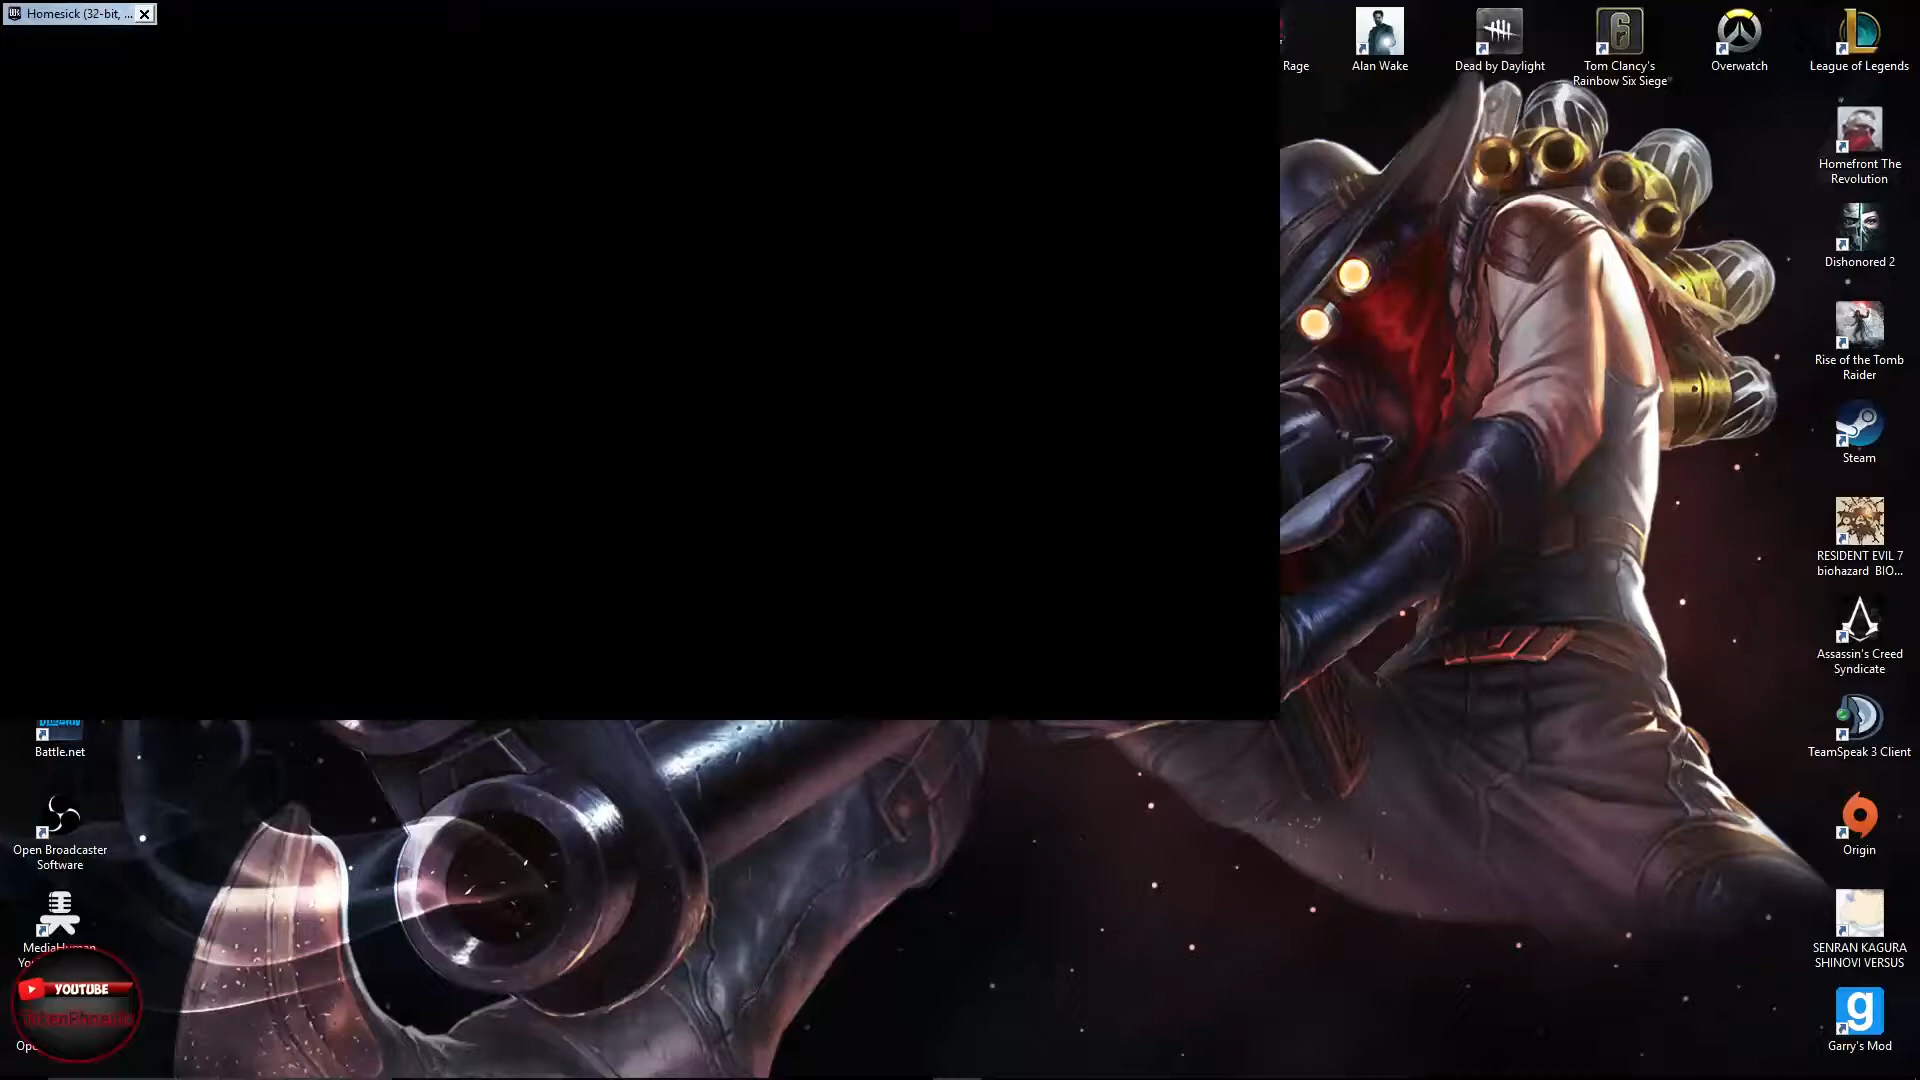 Homesick (32-bit, ...
Rage
Alan Wake
Dead by Daylight
Tom Clancy's
Rainbow Six Siege®
Overwatch
League of Legends
Homefront The
Revolution
Dishonored 2
Rise of the Tomb
Raider
Steam
RESIDENT EVIL 7
biohazard BIO...
Assassin's Creed
Syndicate
TeamSpeak 3 Client
Origin
SENRAN KAGURA
SHINOVI VERSUS
g
Garry's Mod
Battle.net
Open Broadcaster
Software
MediaHuman
YOUTUBE